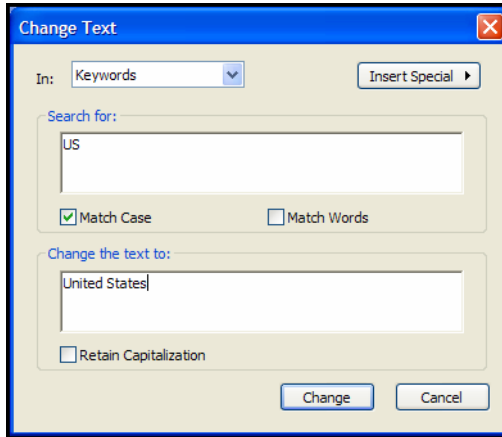 Change Text
In: Keywords Insert Special
Search for:
US
Match Case Match Words
Change the text to:
United States
Retain Capitalization
Change Cancel